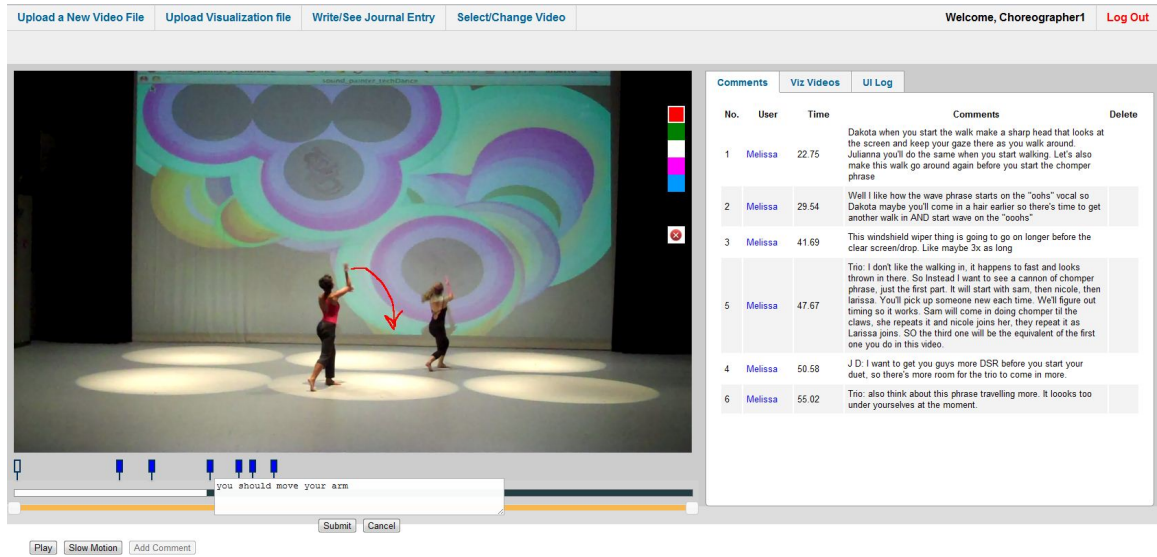 Upload a New Video File Upload Visualization file Write/See Journal Entry Select/Change Video Welcome, Choreographer1 Log Out
sound_painter_techDance
Comments Viz Videos UI Log
No. User Time Comments Delete
Dakota when you start the walk make a sharp head that looks at
the screen and keep your gaze there as you walk around.
1 Melissa 22.75 Julianna you'll do the same when you start walking. Let's also
make this walk go around again before you start the chomper
phrase
Well I like how the wave phrase starts on the "oohs" vocal so
2 Melissa 29.54 Dakota maybe you'll come in a hair earlier so there's time to get
another walk in AND start wave on the "ooohs"
3 Melissa 41.69 This windshield wiper thing is going to go on longer before the
clear screen/drop. Like maybe 3x as long
Trio: I don't like the walking in, it happens to fast and looks
thrown in there. So Instead I want to see a cannon of chomper
phrase, just the first part. It will start with sam, then nicole, then
5 Melissa 47.67 larissa. You'll pick up someone new each time. We'll figure out
timing so it works. Sam will come in doing chomper til the
claws, she repeats it and nicole joins her, they repeat it as
Larissa joins. SO the third one will be the equivalent of the first
one you do in this video.
4 Melissa 50.58 J D: I want to get you guys more DSR before you start your
duet, so there's more room for the trio to come in more.
6 Melissa 55.02 Trio: also think about this phrase travelling more. It loooks too
under yourselves at the moment.
you should move your arm
Submit Cancel
Play Slow Motion Add Comment